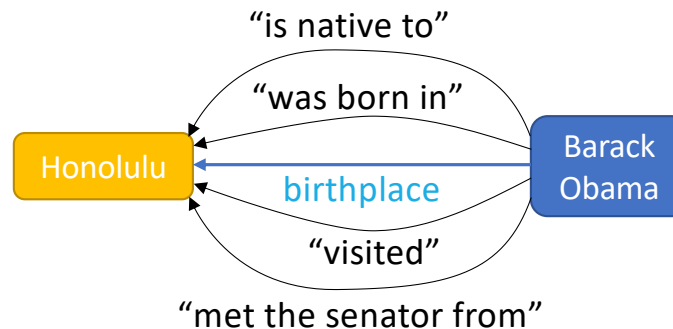 “is native to”
“was born in”
Honolulu
Barack
Obama
birthplace
“visited”
“met the senator from”